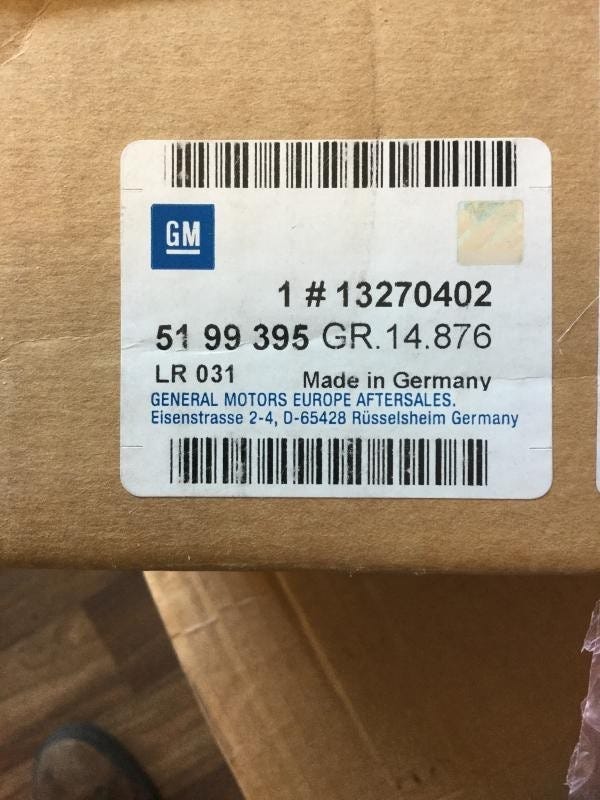 GM
1 # 13270402
51 99 395 GR.14.876
LR 031 Made in Germany
GENERAL MOTORS EUROPE AFTERSALES.
Eisenstrasse 2-4, D-65428 Rüsselsheim Germany